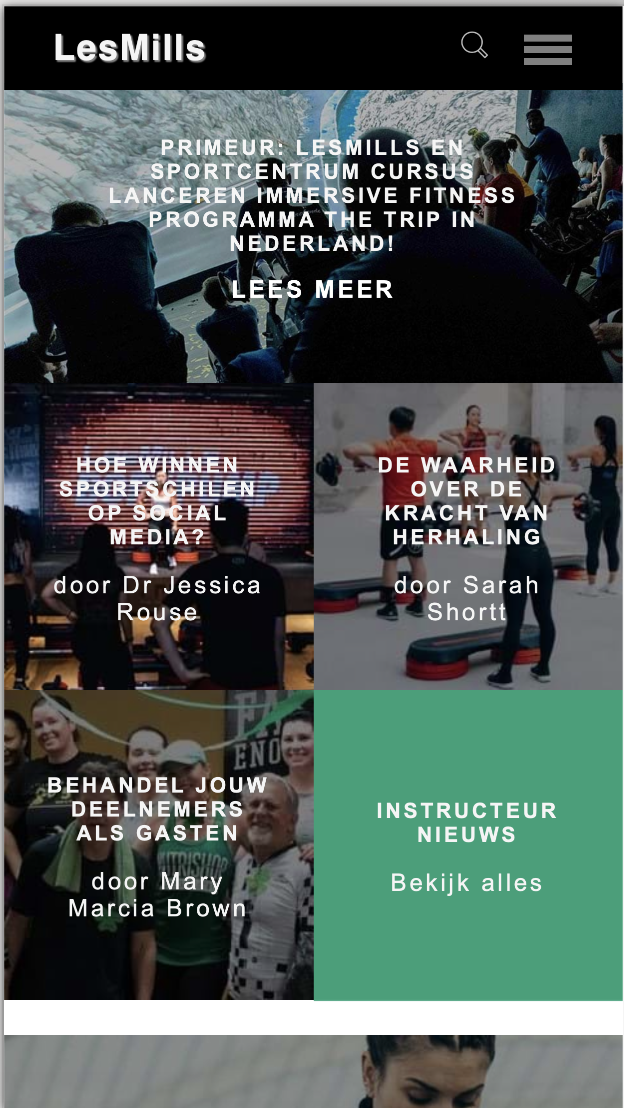 LesMills
PRIMEUR: LESMILLS EN
SPORTCENTRUM CURSUS
LANCEREN IMMERSIVE FITNESS
PROGRAMMA THE TRIP IN
NEDERLAND!
LEES MEER
HOE WINNEN
SPORTSCHILEN
OP SOCIAL
MEDIA?
door Dr Jessica
Rouse
DE WAARHEID
OVER DE
KRACHT VAN
HERHALING
door Sarah
Shortt
BEHANDEL JOUW
DEELNEMERS
ALS GASTEN
door Mary
Marcia Brown
INSTRUCTEUR
NIEUWS
Bekijk alles